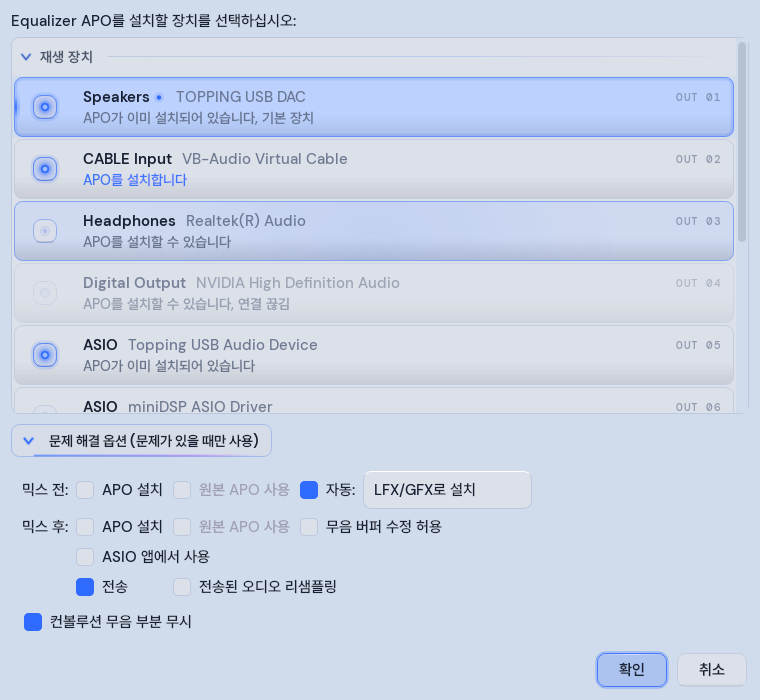 Equalizer APO를 설치할 장치를 선택하십시오:
재생 장치
Speakers TOPPING USB DAC OUT 01
APO가 이미 설치되어 있습니다, 기본 장치
CABLE Input VB-Audio Virtual Cable OUT 02
APO를 설치합니다
Headphones Realtek(R) Audio OUT 03
APO를 설치할 수 있습니다
Digital Output NVIDIA High Definition Audio OUT 04
APO를 설치할 수 있습니다, 연결 끊김
ASIO Topping USB Audio Device OUT 05
APO가 이미 설치되어 있습니다
ASIO miniDSP ASIO Driver OUT 06
문제 해결 옵션 (문제가 있을 때만 사용)
믹스 전: APO 설치 원본 APO 사용 자동: LFX/GFX로 설치
믹스 후: APO 설치 원본 APO 사용 무음 버퍼 수정 허용
ASIO 앱에서 사용
전송 전송된 오디오 리샘플링
컨볼루션 무음 부분 무시
확인 취소